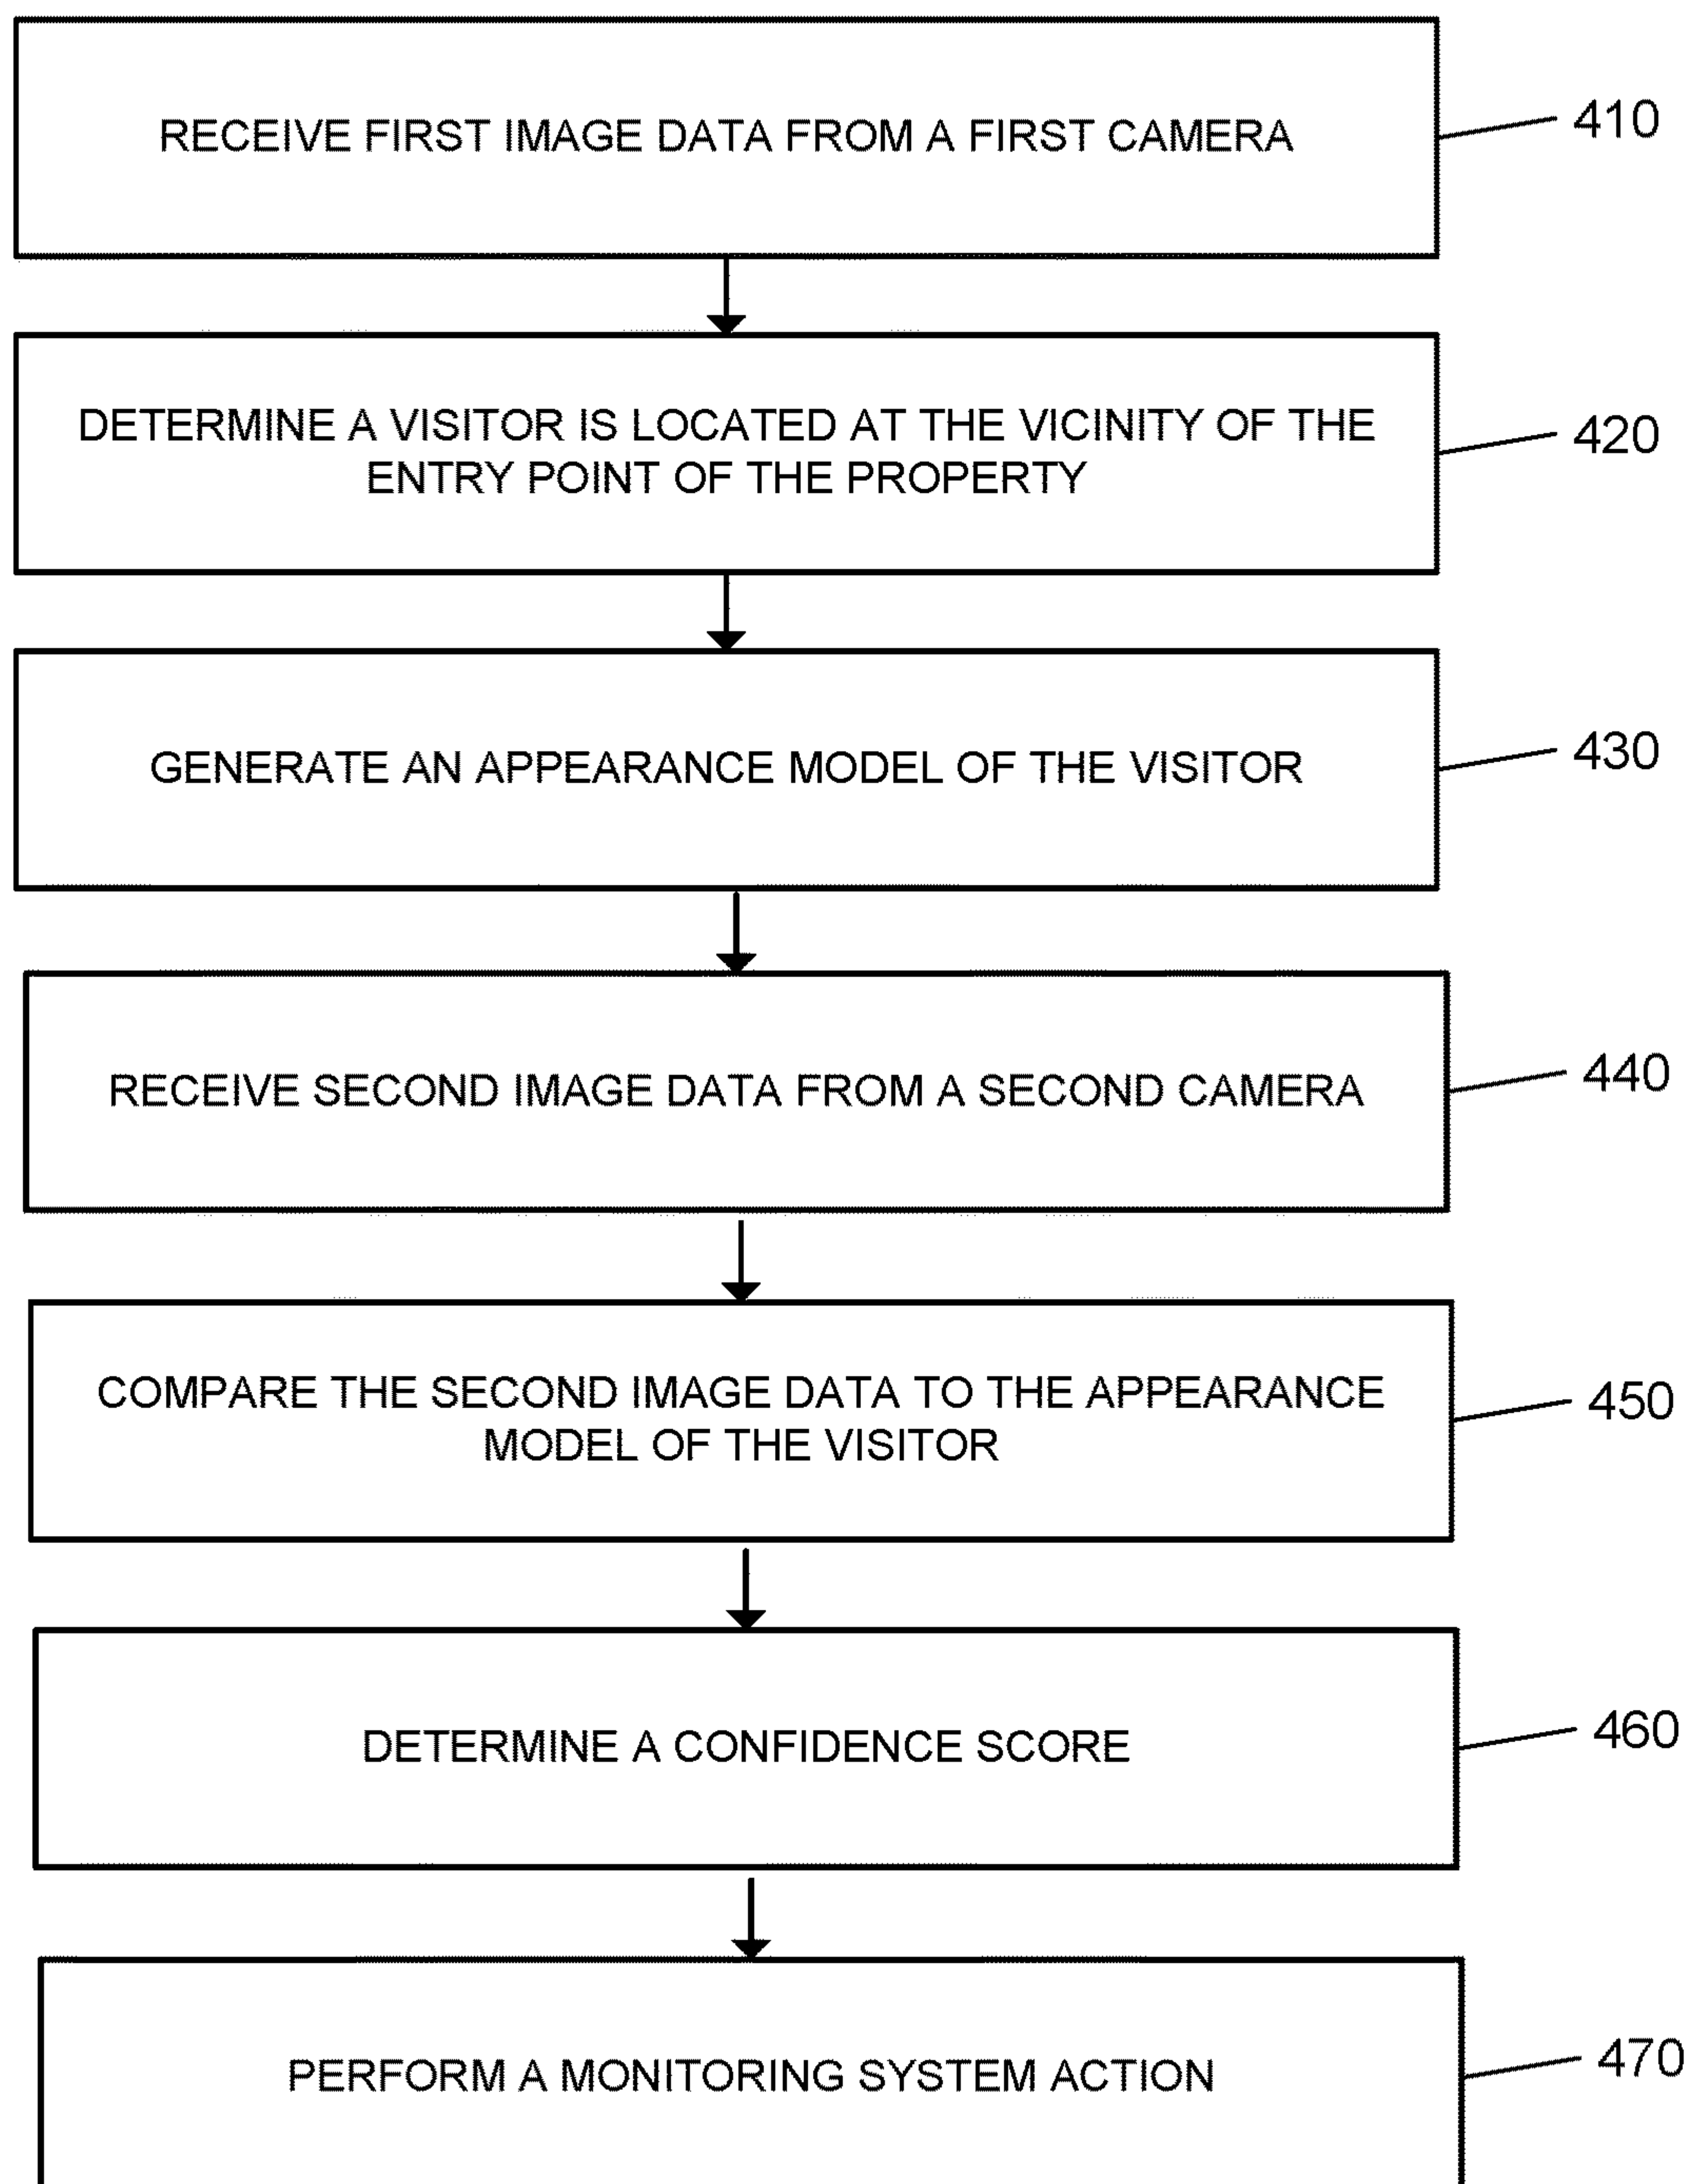 RECEIVE FIRST IMAGE DATA FROM A FIRST CAMERA
410
DETERMINE A VISITOR IS LOCATED AT THE VICINITY OF THE
ENTRY POINT OF THE PROPERTY
420
GENERATE AN APPEARANCE MODEL OF THE VISITOR
430
RECEIVE SECOND IMAGE DATA FROM A SECOND CAMERA
440
COMPARE THE SECOND IMAGE DATA TO THE APPEARANCE
MODEL OF THE VISITOR
450
DETERMINE A CONFIDENCE SCORE
460
PERFORM A MONITORING SYSTEM ACTION
470